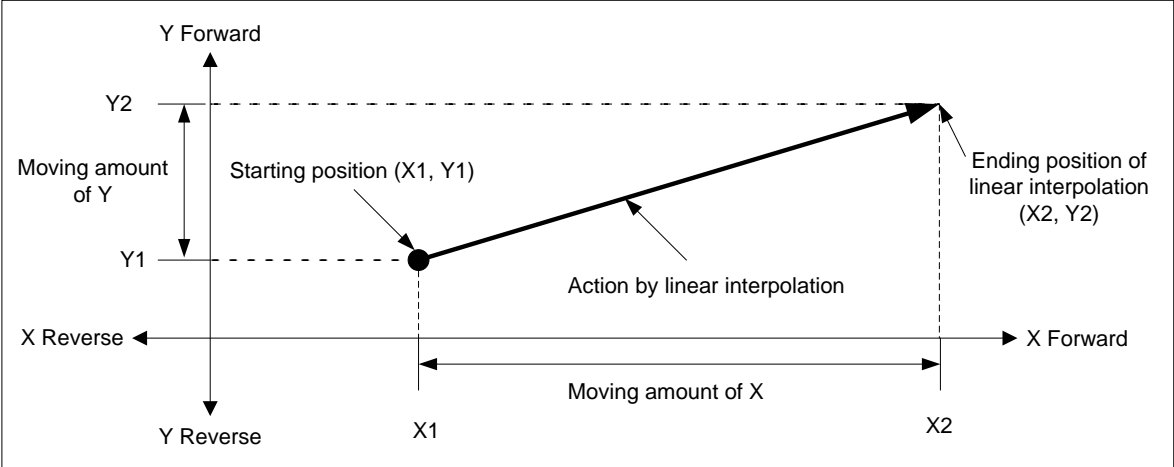 Y Forward
Y2
Moving amount
of Y
Starting position (X1, Y1)
Ending position of
linear interpolation
(X2, Y2)
Y1
Action by linear interpolation
X Reverse
X Forward
Moving amount of X
X1
X2
Y Reverse